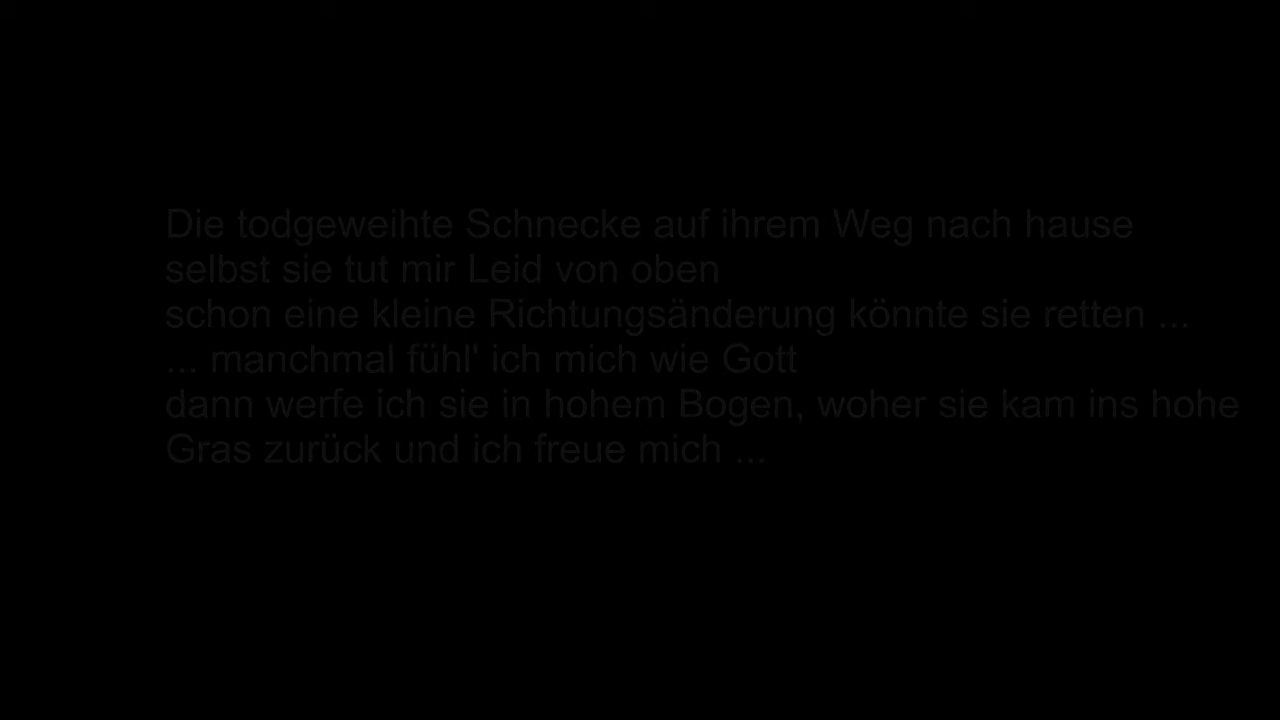 Die todgeweihte Schnecke auf ihrem Weg nach hause
selbst sie tut mir Leid von oben
schon eine kleine Richtungsänderung könnte sie retten ...
... manchmal fühl' ich mich wie Gott
dann werfe ich sie in hohem Bogen, woher sie kam ins hohe
Gras zurück und ich freue mich ...